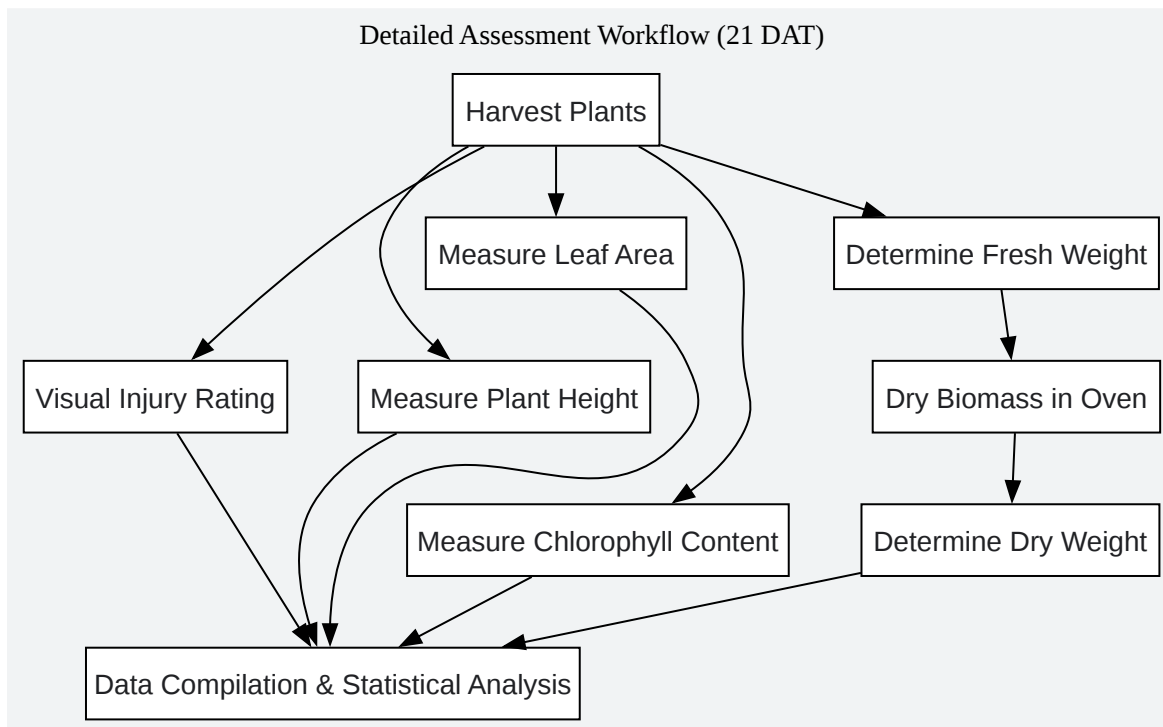 Detailed Assessment Workflow (21 DAT)
Harvest Plants
Measure Leaf Area
Determine Fresh Weight
Visual Injury Rating
Measure Plant Height
Dry Biomass in Oven
Measure Chlorophyll Content
Determine Dry Weight
Data Compilation & Statistical Analysis